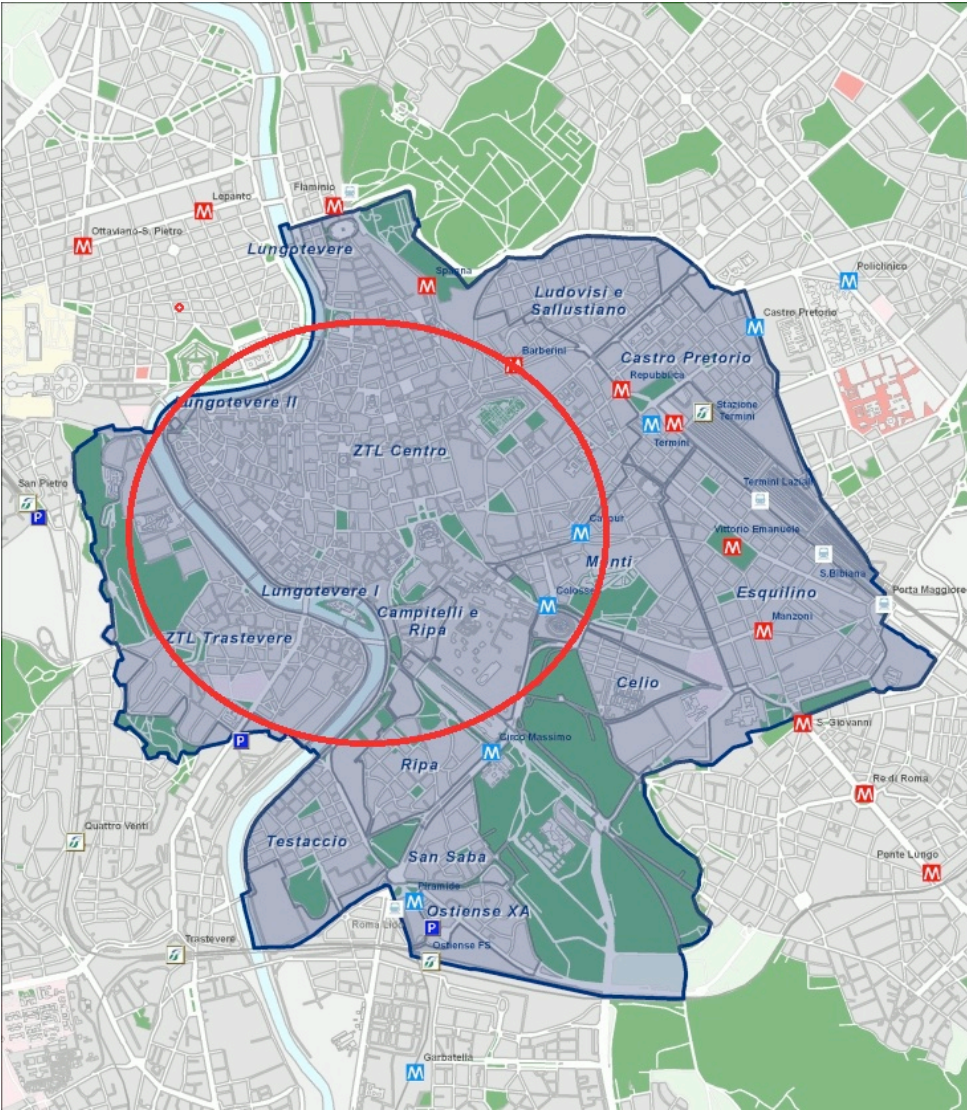 Flaminio
Lepanto
Ottaviano-S. Pietro
Lungotevere
Spagna
Policlinico
Ludovisi e
Sallustiano
Castro Pretorio
Barberini
Castro Pretorio
Repubblica
Lungotevere II
Stazione
Termini
M
Termini
ZTL Centro
San Pietro
P
Termini Laziali
Cavour
Vittorio Emanuele
Monti
S.Bibiana
Lungotevere I
Esquilino
Porta Maggiore
Colosseo
Campitelli e
Ripa
Manzoni
ZTL Trastevere
Celio
S-Giovanni
P
Circo Massimo
Ripa
Re di Roma
Quattro Venti
Testaccio
San Saba
Ponte Lungo
Piramide
Ostiense XA
Roma Lido
P
Trastevere
Ostiense FS
Garbatella